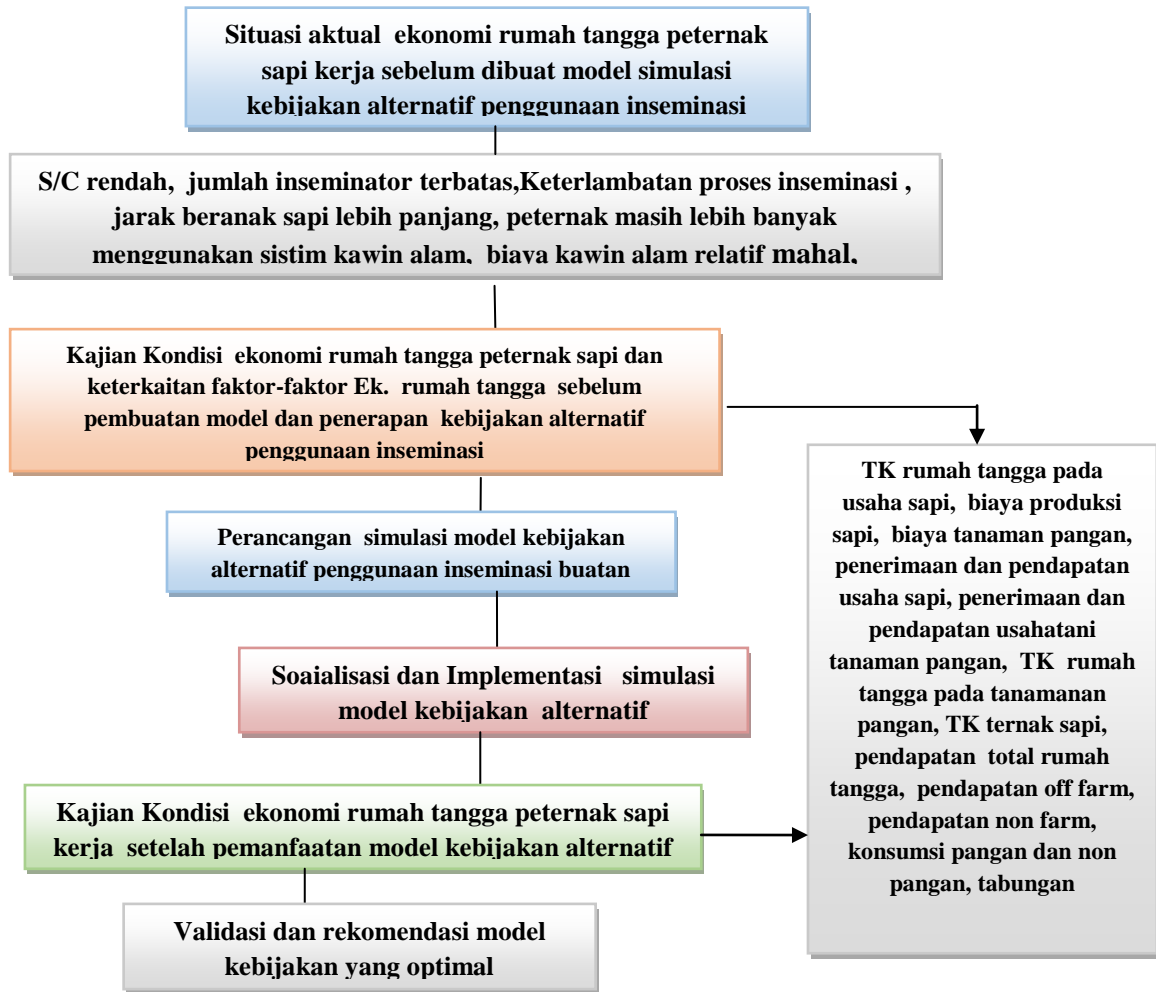 Situasi aktual ekonomi rumah tangga peternak
sapi kerja sebelum dibuat model simulasi
kebijakan alternatif penggunaan inseminasi
S/C rendah, jumlah inseminator terbatas,Keterlambatan proses inseminasi ,
jarak beranak sapi lebih panjang, peternak masih lebih banyak
menggunakan sistim kawin alam, biaya kawin alam relatif mahal,
Kajian Kondisi ekonomi rumah tangga peternak sapi dan
keterkaitan faktor-faktor Ek. rumah tangga sebelum
pembuatan model dan penerapan kebijakan alternatif
penggunaan inseminasi
Perancangan simulasi model kebijakan
alternatif penggunaan inseminasi buatan
Soaialisasi dan Implementasi simulasi
model kebijakan alternatif
Kajian Kondisi ekonomi rumah tangga peternak sapi
kerja setelah pemanfaatan model kebijakan alternatif
Validasi dan rekomendasi model
kebijakan yang optimal
TK rumah tangga pada
usaha sapi, biaya produksi
sapi, biaya tanaman pangan,
penerimaan dan pendapatan
usaha sapi, penerimaan dan
pendapatan usahatani
tanaman pangan, TK rumah
tangga pada tanamanan
pangan, TK ternak sapi,
pendapatan total rumah
tangga, pendapatan off farm,
pendapatan non farm,
konsumsi pangan dan non
pangan, tabungan